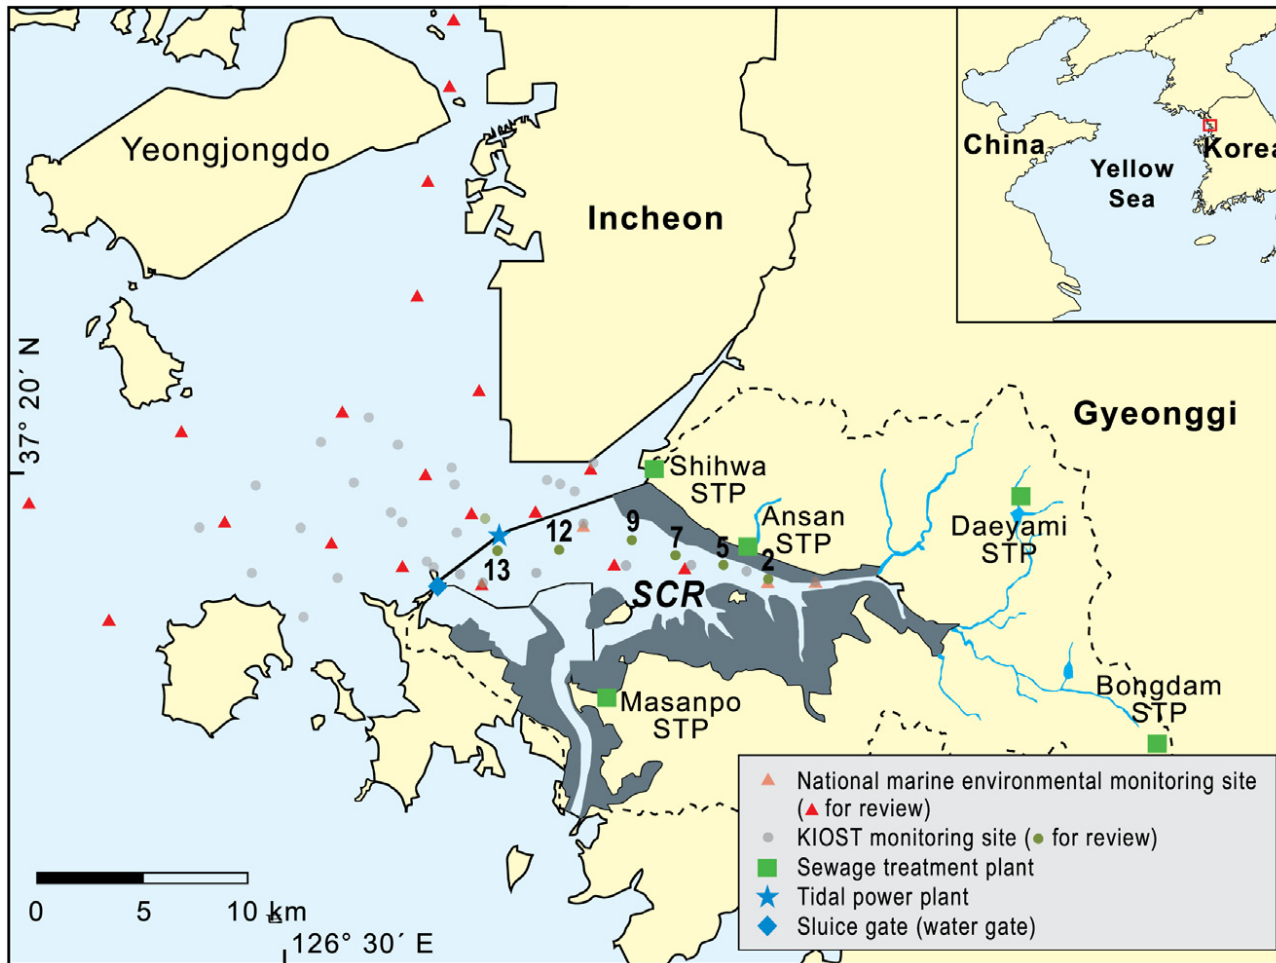 Yeongjongdo
Incheon
China
Yellow
Sea
Korea
37° 20′ N
Gyeonggi
Shihwa
STP
Ansan
STP
Daeyami
STP
12
9
7
5
2
13
SCR
Masanpo
STP
Bongdam
STP
National marine environmental monitoring site
(▲ for review)
KIOST monitoring site (● for review)
Sewage treatment plant
Tidal power plant
Sluice gate (water gate)
0 5 10 km
126° 30′ E